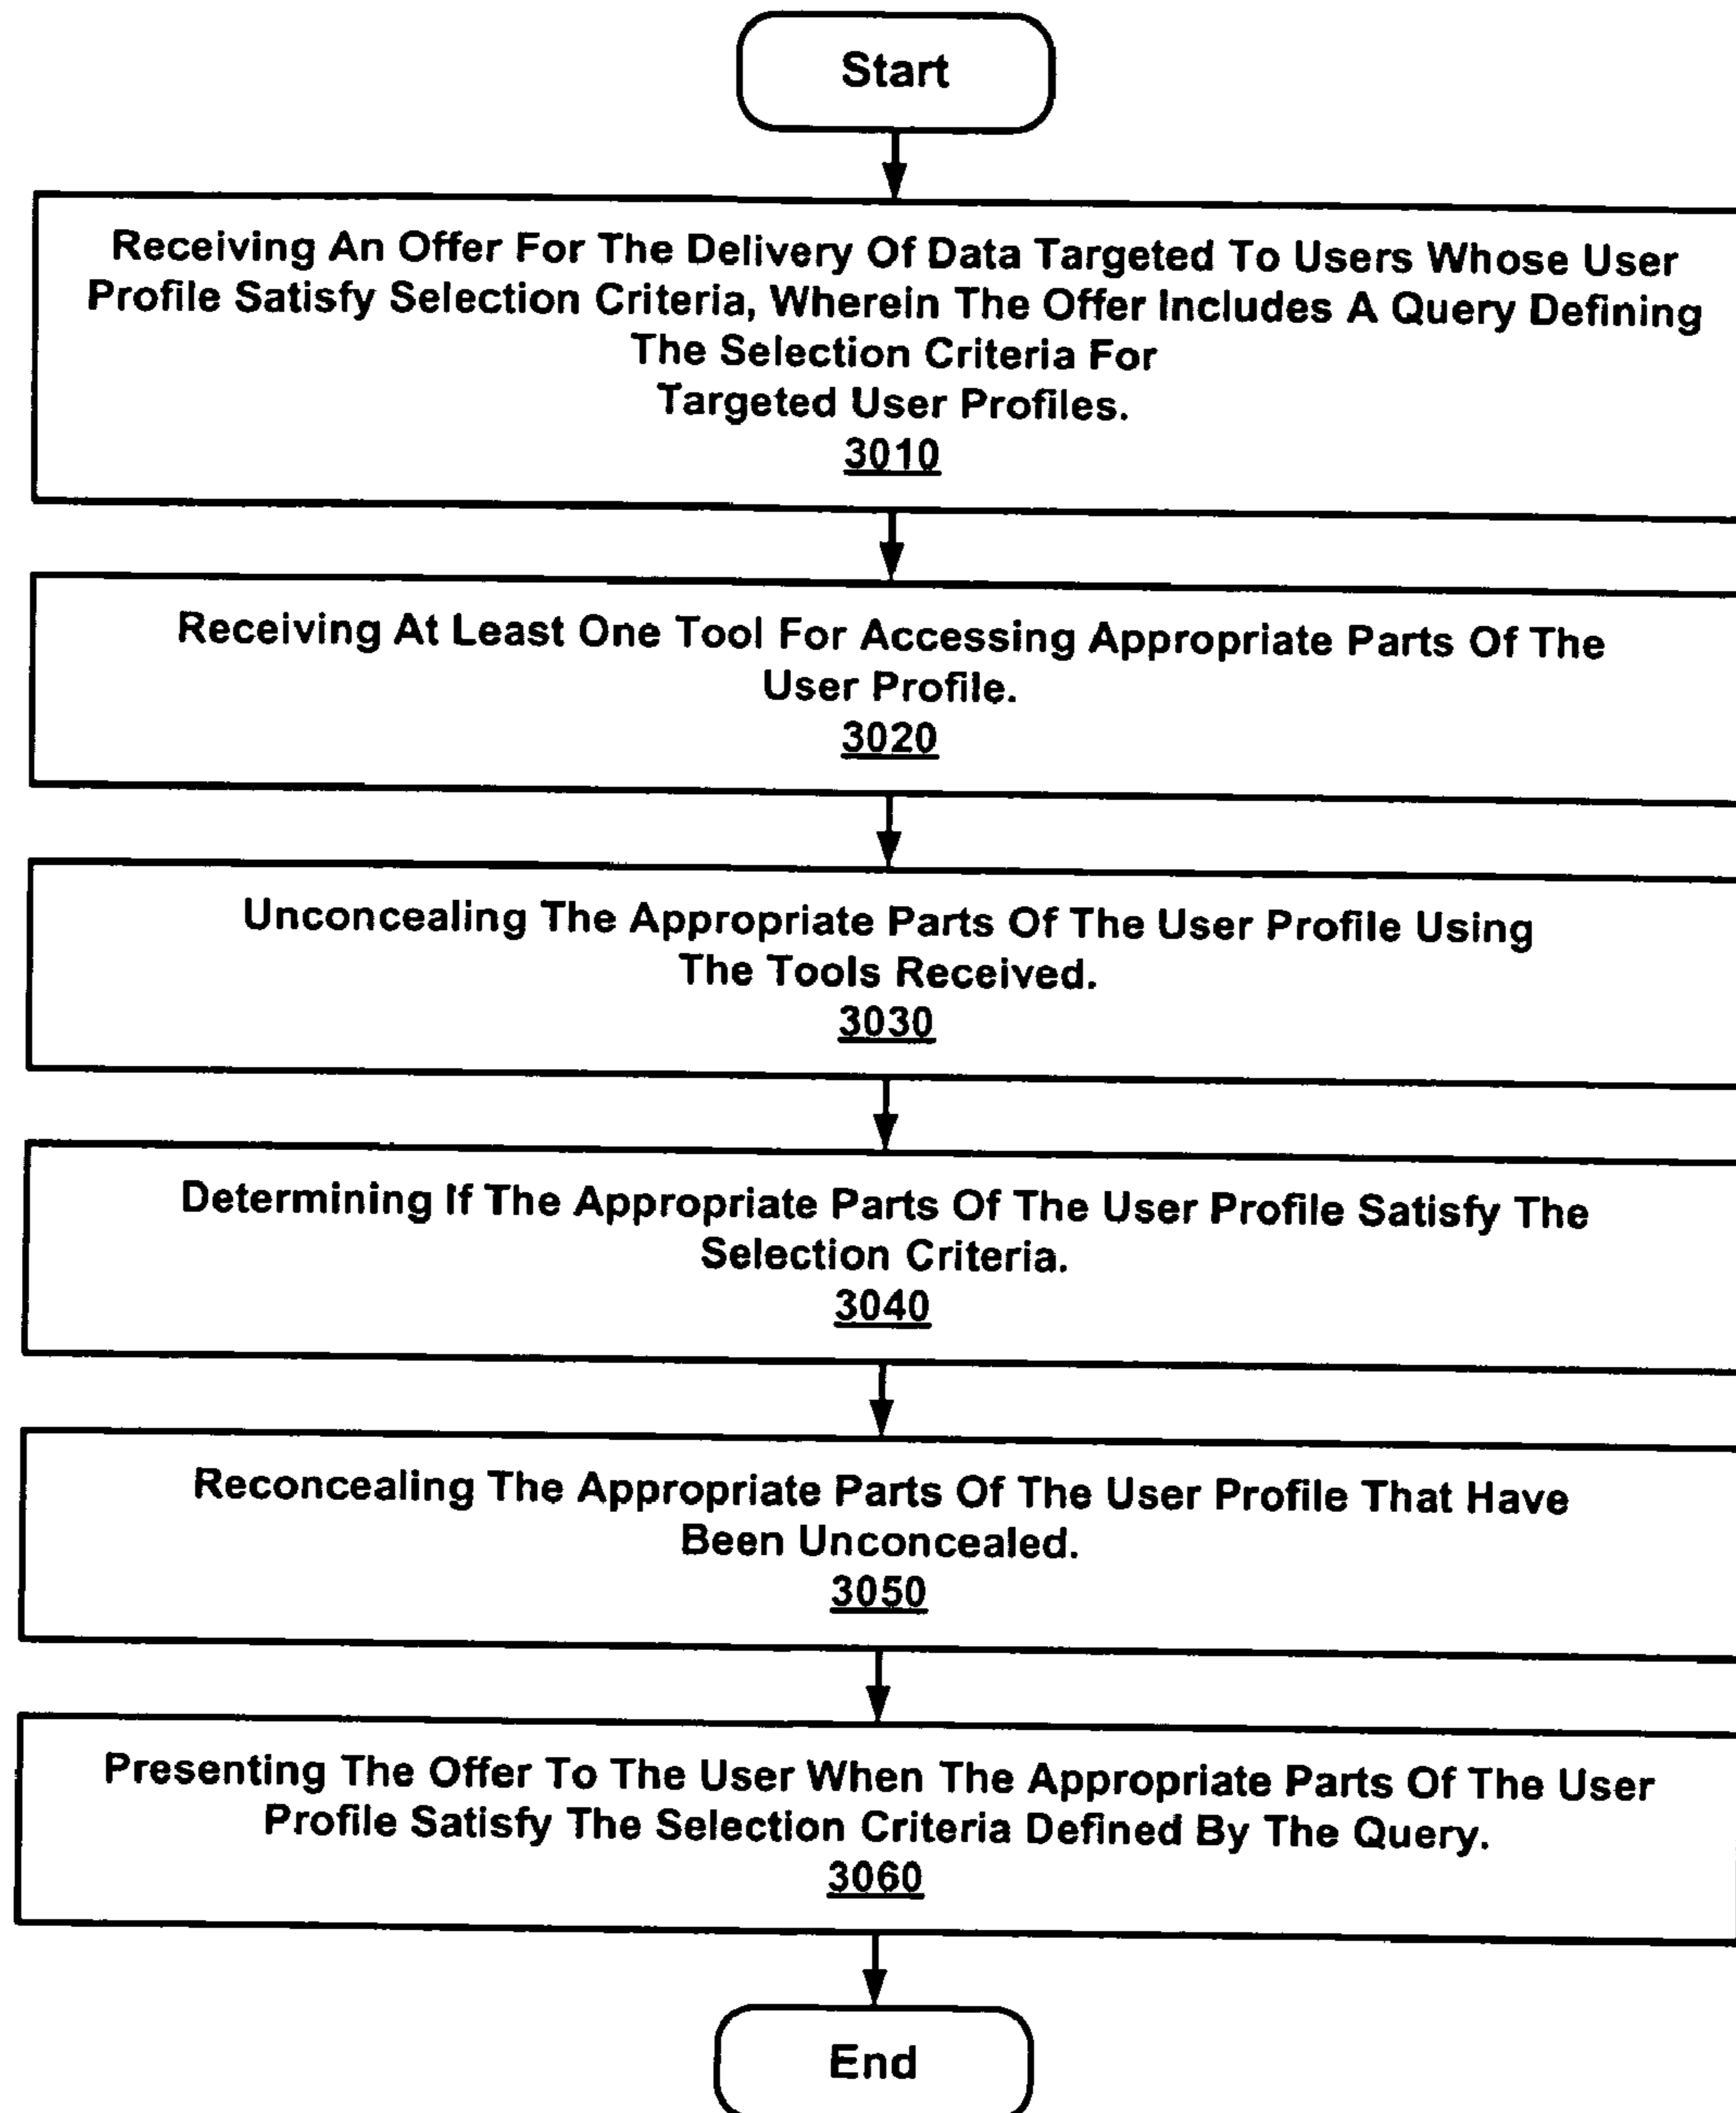 Start
Receiving An Offer For The Delivery Of Data Targeted To Users Whose User
Profile Satisfy Selection Criteria, Wherein The Offer Includes A Query Defining
The Selection Criteria For
Targeted User Profiles.
3010
Receiving At Least One Tool For Accessing Appropriate Parts Of The
User Profile.
3020
Unconcealing The Appropriate Parts Of The User Profile Using
The Tools Received.
3030
Determining If The Appropriate Parts Of The User Profile Satisfy The
Selection Criteria.
3040
Reconcealing The Appropriate Parts Of The User Profile That Have
Been Unconcealed.
3050
Presenting The Offer To The User When The Appropriate Parts Of The User
Profile Satisfy The Selection Criteria Defined By The Query.
3060
End